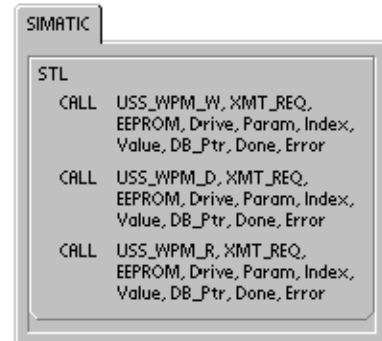 SIMATIC
STL
CALL USS_WPM_W, XMT_REQ,
EEPROM, Drive, Param, Index,
Value, DB_Ptr, Done, Error
CALL USS_WPM_D, XMT_REQ,
EEPROM, Drive, Param, Index,
Value, DB_Ptr, Done, Error
CALL USS_WPM_R, XMT_REQ,
EEPROM, Drive, Param, Index,
Value, DB_Ptr, Done, Error